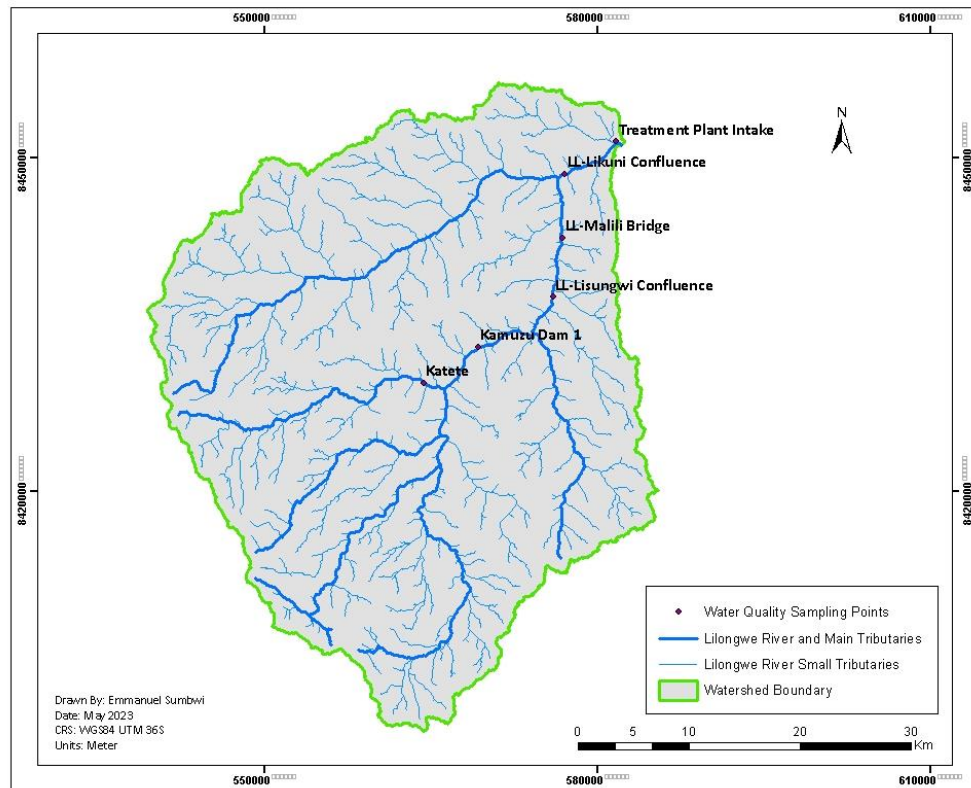 550000
580000
610000
N
Treatment Plant Intake
8450000
8450000
LL-Likuni Confluence
LL-Malili Bridge
LL-Lisungwi Confluence
Kamuzu Dam 1
Katete
8420000
8420000
Water Quality Sampling Points
Lilongwe River and Main Tributaries
Lilongwe River Small Tributaries
Watershed Boundary
Drawn By: Emmanuel Sumbwi
Date: May 2023
CRS: WGS84 UTM 36S
Units: Meter
0 5 10 20 30
Km
550000
580000
610000